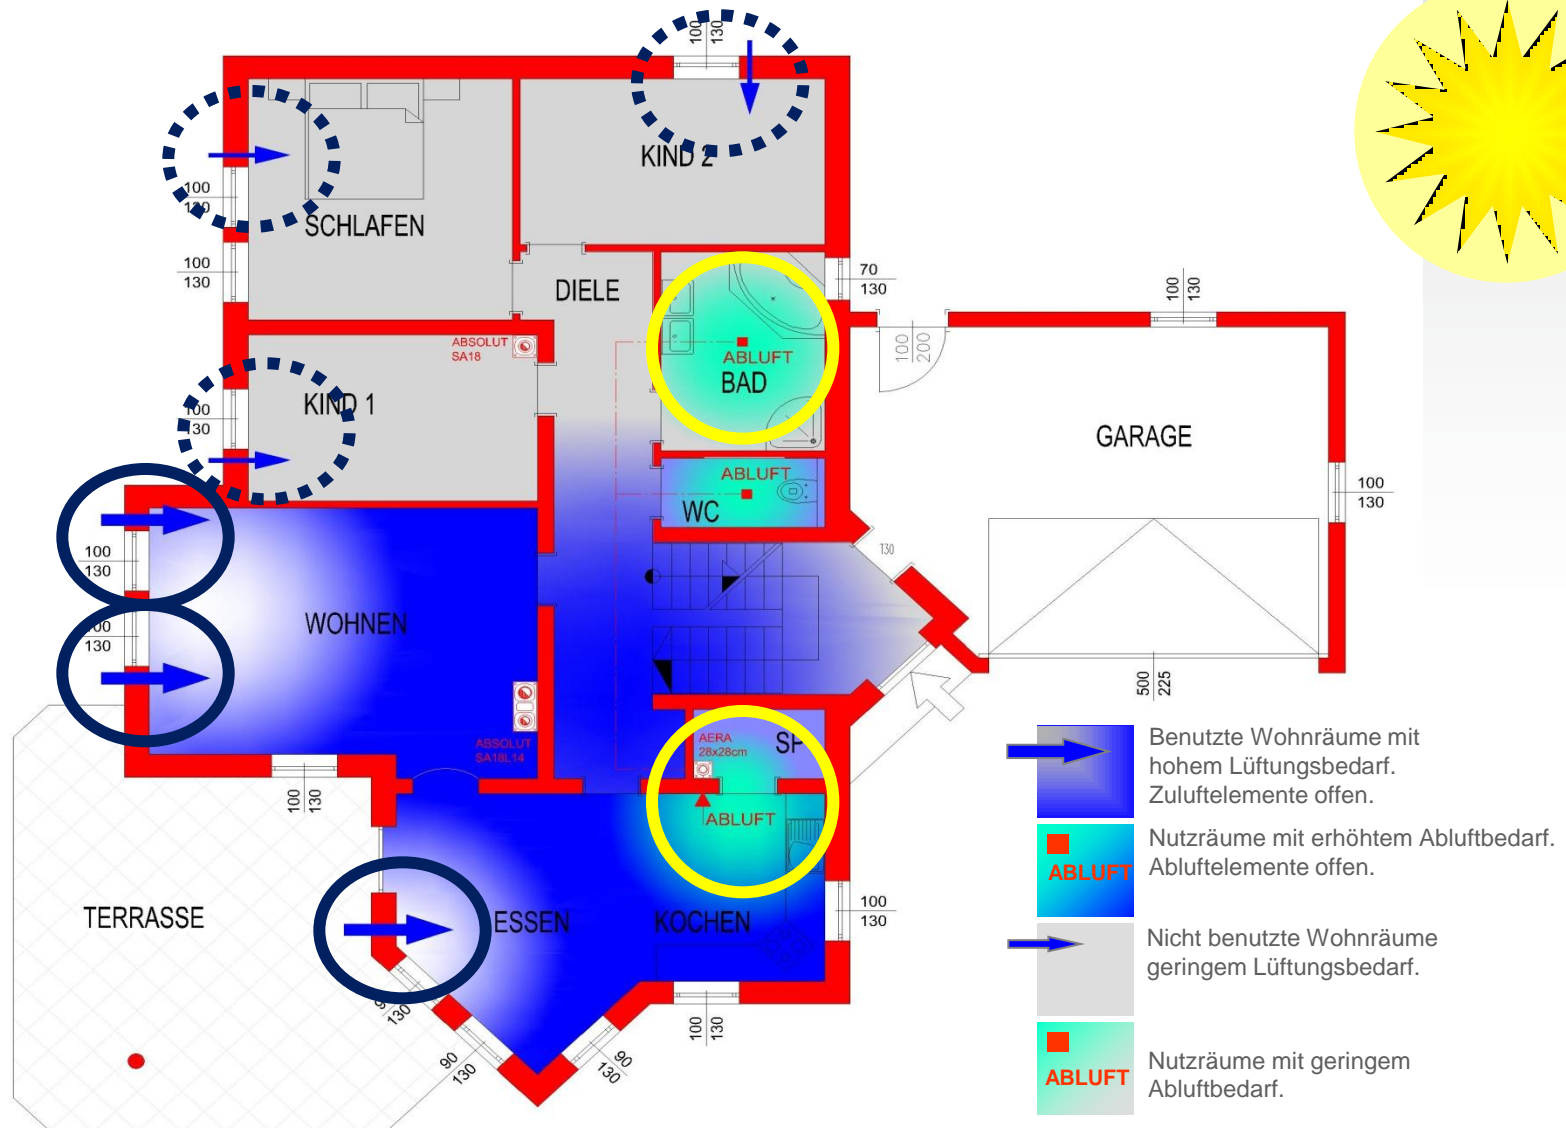 100
130
KIND 2
100
130
SCHLAFEN
100
130
DIELE
70
130
100
130
100
200
ABSOLUT
SA18
ABLUFT
BAD
KIND 1
100
130
GARAGE
ABLUFT
WC
100
130
130
100
130
WOHNEN
100
130
500
225
ABSOLUT
SA18L14
AERA
28x28cm
SP
100
130
ABLUFT
TERRASSE
ESSEN
KOCHEN
100
130
130
90
130
90
130
100
130
Benutzte Wohnräume mit
hohem Lüftungsbedarf.
Zuluftelemente offen.
ABLUFT
Nutzräume mit erhöhtem Abluftbedarf.
Abluftelemente offen.
Nicht benutzte Wohnräume
geringem Lüftungsbedarf.
ABLUFT
Nutzräume mit geringem
Abluftbedarf.